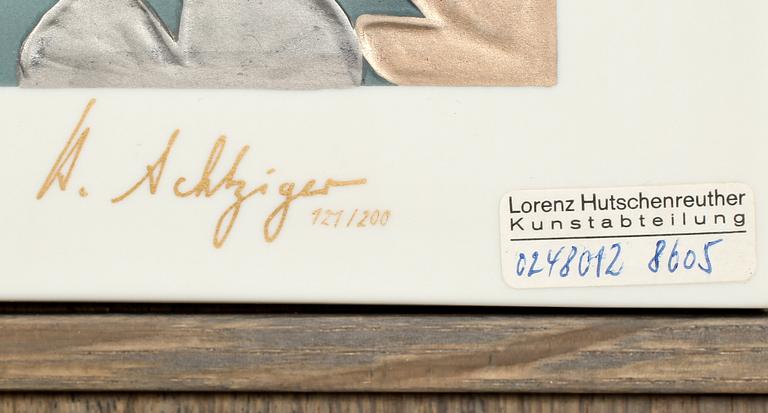 H. Achtziger
121/200
Lorenz Hutschenreuther
Kunstabteilung
0248012 8605